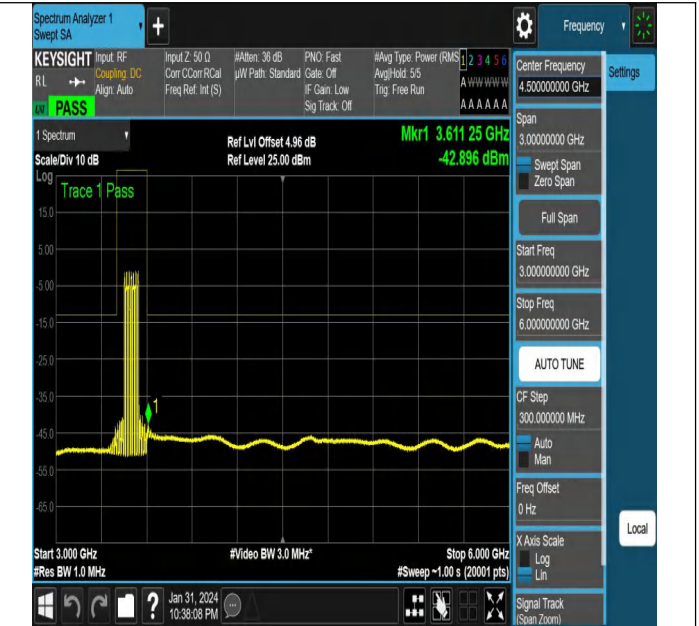 Spectrum Analyzer 1
Swept SA
+
Frequency
KEYSIGHT
RL
PASS
Input: RF
Coupling: DC
Align: Auto
Input Z: 50 Ω
Corr CCorr RCal
Freq Ref: Int (S)
#Atten: 36 dB
µW Path: Standard
PNO: Fast
Gate: Off
IF Gain: Low
Sig Track: Off
#Avg Type: Power (RMS
Avg|Hold: 5/5
Trig: Free Run
1 2 3 4 5 6
A W W W W W
A A A A A A
1 Spectrum
Scale/Div 10 dB
Ref Lvl Offset 4.96 dB
Ref Level 25.00 dBm
Mkr1 3.611 25 GHz
-42.896 dBm
Log
Trace 1 Pass
15.0
5.00
-5.00
-15.0
-25.0
-35.0
-45.0
-55.0
-65.0
1
Start 3.000 GHz
#Res BW 1.0 MHz
#Video BW 3.0 MHz*
Stop 6.000 GHz
#Sweep ~1.00 s (20001 pts)
?
Jan 31, 2024
10:38:08 PM
Center Frequency
4.500000000 GHz
Settings
Span
3.00000000 GHz
Swept Span
Zero Span
Full Span
Start Freq
3.000000000 GHz
Stop Freq
6.000000000 GHz
AUTO TUNE
CF Step
300.000000 MHz
Auto
Man
Freq Offset
0 Hz
X Axis Scale
Log
Lin
Local
Signal Track
(Span Zoom)